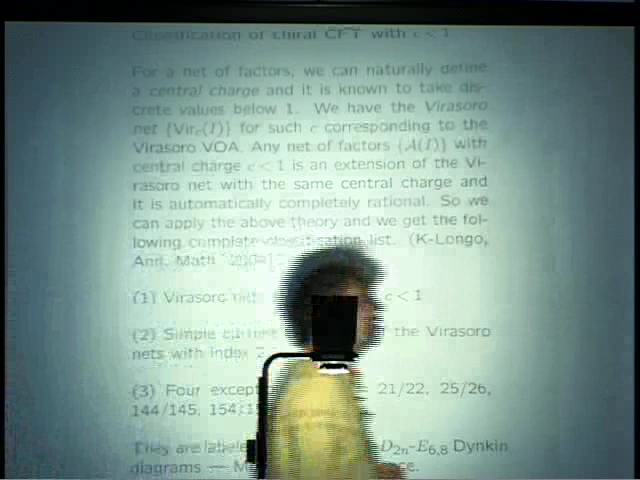 Classification of chiral CFT with c < 1
For a net of factors, we can naturally define
a central charge and it is known to take dis-
crete values below 1. We have the Virasoro
net {Vir_c(I)} for such c corresponding to the
Virasoro VOA. Any net of factors {A(I)} with
central charge c < 1 is an extension of the Vi-
rasoro net with the same central charge and
it is automatically completely rational. So we
can apply the above theory and we get the fol-
lowing complete classification list. (K-Longo,
Ann. Math.
(1) Virasoro nets c < 1
(2) Simple current of the Virasoro
nets with index 2
(3) Four 21/22, 25/26,
144/145,
They are D_{2n}-E_{6,8} Dynkin
diagrams —